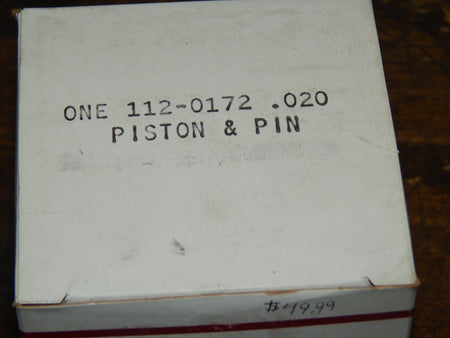 ONE 112-0172 .020
PISTON & PIN
$49.99